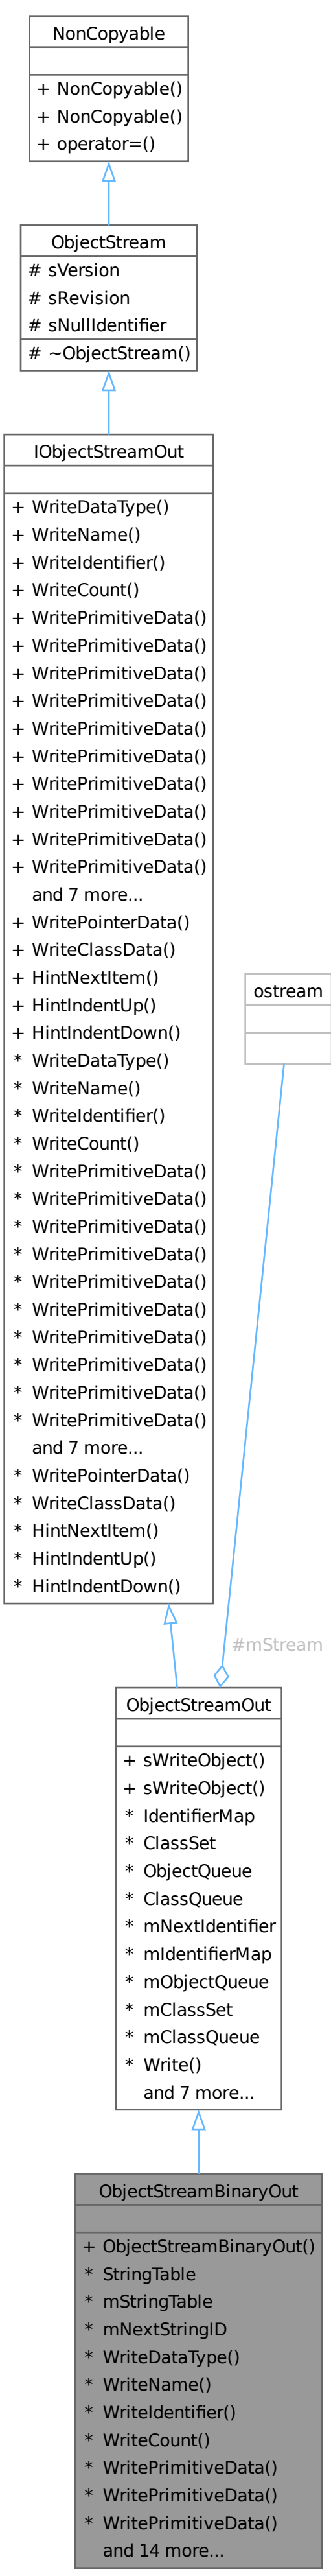 NonCopyable
+ NonCopyable()
+ NonCopyable()
+ operator=()
ObjectStream
# sVersion
# sRevision
# sNullIdentifier
# ~ObjectStream()
IObjectStreamOut
+ WriteDataType()
+ WriteName()
+ WriteIdentifier()
+ WriteCount()
+ WritePrimitiveData()
+ WritePrimitiveData()
+ WritePrimitiveData()
+ WritePrimitiveData()
+ WritePrimitiveData()
+ WritePrimitiveData()
+ WritePrimitiveData()
+ WritePrimitiveData()
+ WritePrimitiveData()
+ WritePrimitiveData()
and 7 more...
+ WritePointerData()
+ WriteClassData()
+ HintNextItem()
+ HintIndentUp()
+ HintIndentDown()
* WriteDataType()
* WriteName()
* WriteIdentifier()
* WriteCount()
* WritePrimitiveData()
* WritePrimitiveData()
* WritePrimitiveData()
* WritePrimitiveData()
* WritePrimitiveData()
* WritePrimitiveData()
* WritePrimitiveData()
* WritePrimitiveData()
* WritePrimitiveData()
* WritePrimitiveData()
and 7 more...
* WritePointerData()
* WriteClassData()
* HintNextItem()
* HintIndentUp()
* HintIndentDown()
ostream
#mStream
ObjectStreamOut
+ sWriteObject()
+ sWriteObject()
* IdentifierMap
* ClassSet
* ObjectQueue
* ClassQueue
* mNextIdentifier
* mIdentifierMap
* mObjectQueue
* mClassSet
* mClassQueue
* Write()
and 7 more...
ObjectStreamBinaryOut
+ ObjectStreamBinaryOut()
* StringTable
* mStringTable
* mNextStringID
* WriteDataType()
* WriteName()
* WriteIdentifier()
* WriteCount()
* WritePrimitiveData()
* WritePrimitiveData()
* WritePrimitiveData()
and 14 more...